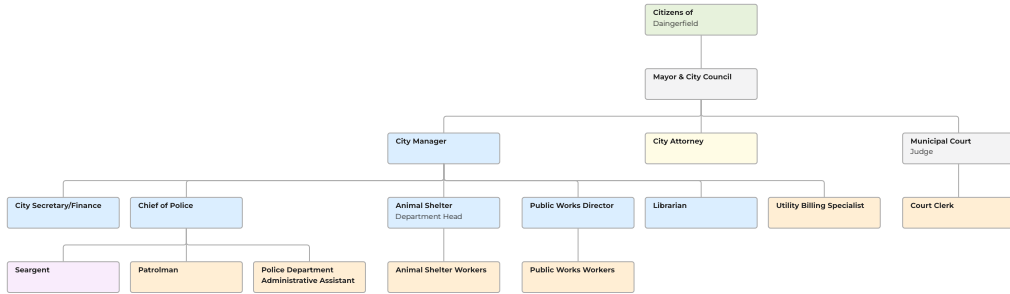 Citizens of
Daingerfield
Mayor & City Council
City Manager
City Attorney
Municipal Court
Judge
City Secretary/Finance
Chief of Police
Animal Shelter
Department Head
Public Works Director
Librarian
Utility Billing Specialist
Court Clerk
Seargent
Patrolman
Police Department
Administrative Assistant
Animal Shelter Workers
Public Works Workers